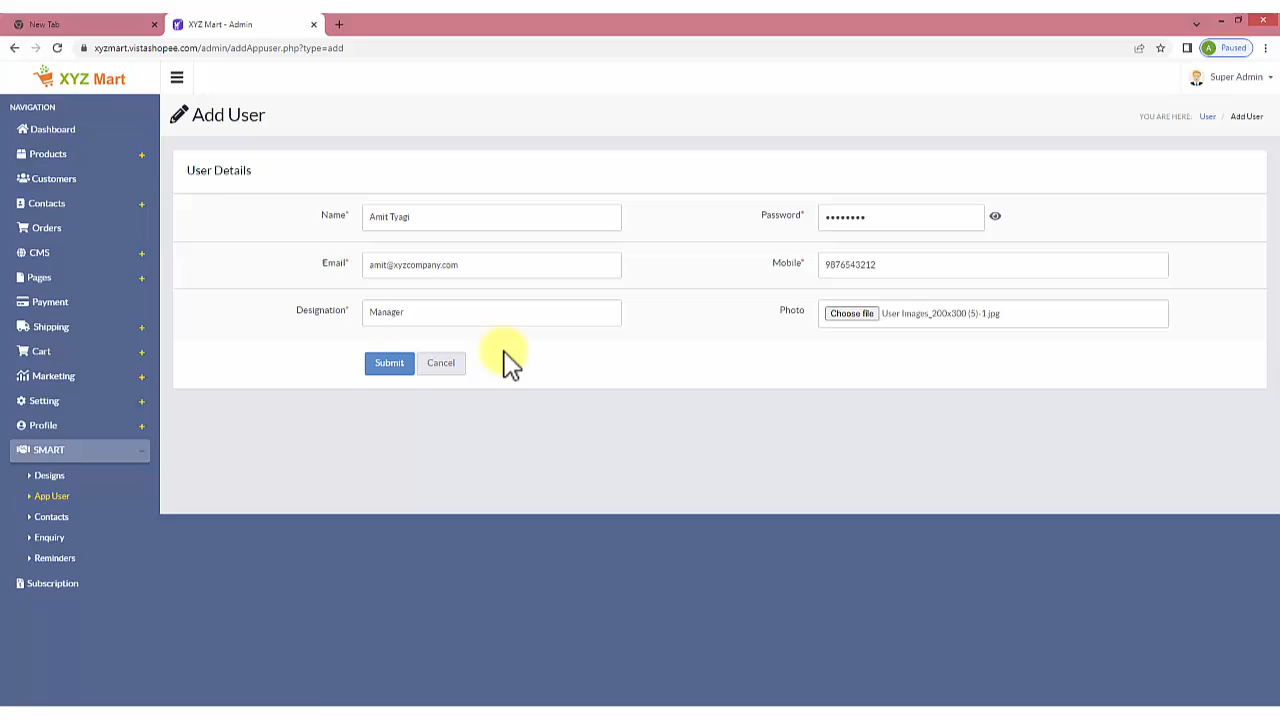 New Tab
XYZ Mart - Admin
xyzmart.vistashopee.com/admin/addAppuser.php?type=add
A Paused
XYZ Mart
Super Admin
NAVIGATION
Dashboard
Products +
Customers
Contacts +
Orders
CMS +
Pages +
Payment
Shipping +
Cart +
Marketing +
Setting +
Profile +
SMART -
Designs
App User
Contacts
Enquiry
Reminders
Subscription
Add User
YOU ARE HERE: User / Add User
User Details
Name* Amit Tyagi
Password* ••••••••
Email* amit@xyzcompany.com
Mobile* 9876543212
Designation* Manager
Photo Choose file User Images_200x300 (5)-1.jpg
Submit Cancel